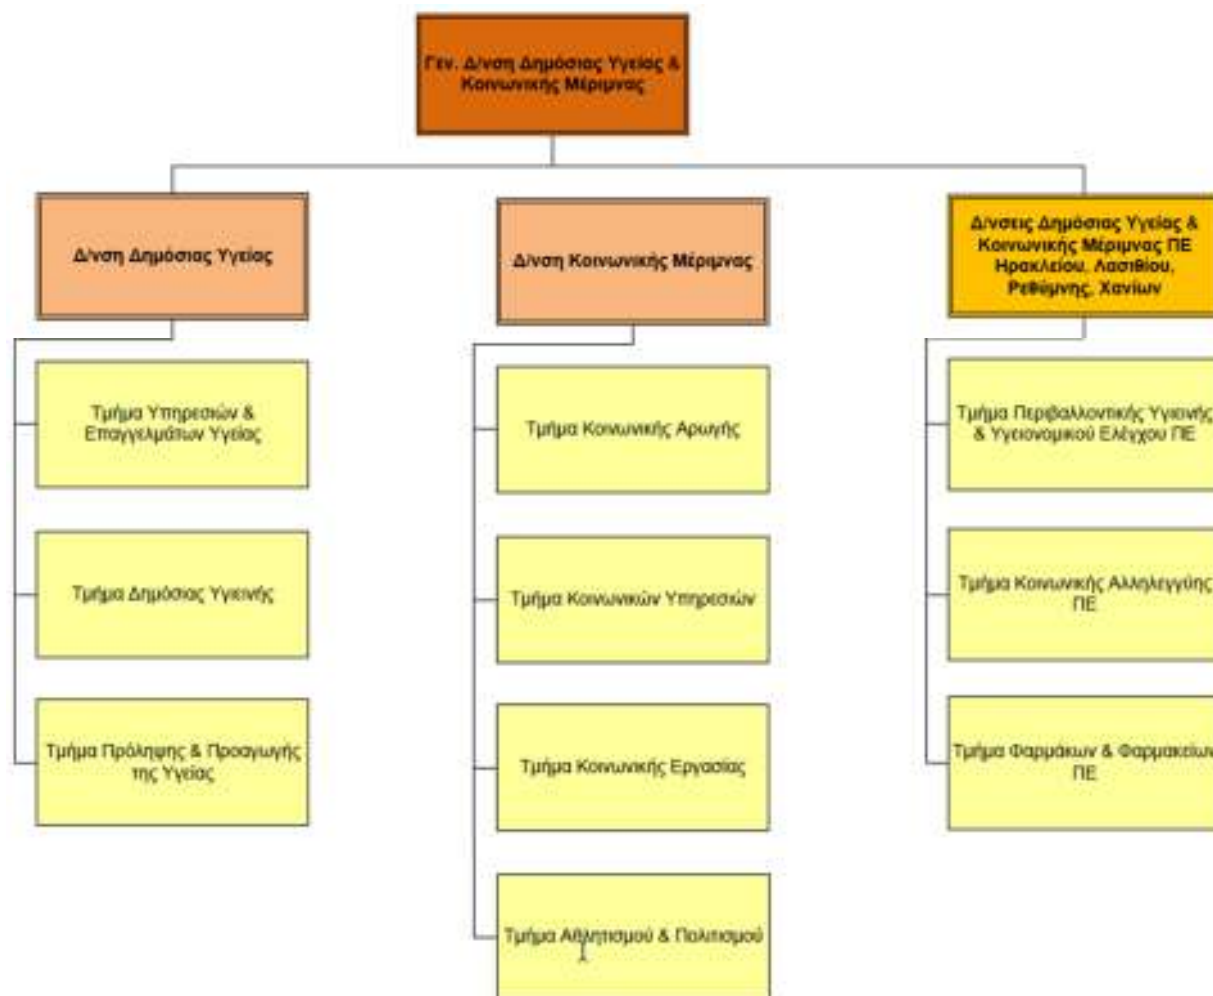 Γεν. Δ/νση Δημόσιας Υγείας &
Κοινωνικής Μέριμνας
Δ/νση Δημόσιας Υγείας
Τμήμα Υπηρεσιών &
Επαγγελμάτων Υγείας
Τμήμα Δημόσιας Υγιεινής
Τμήμα Πρόληψης & Προαγωγής
της Υγείας
Δ/νση Κοινωνικής Μέριμνας
Τμήμα Κοινωνικής Αρωγής
Τμήμα Κοινωνικών Υπηρεσιών
Τμήμα Κοινωνικής Εργασίας
Τμήμα Αθλητισμού & Πολιτισμού
Δ/νσεις Δημόσιας Υγείας &
Κοινωνικής Μέριμνας ΠΕ
Ηρακλείου, Λασιθίου,
Ρεθύμνης, Χανίων
Τμήμα Περιβαλλοντικής Υγιεινής
& Υγειονομικού Ελέγχου ΠΕ
Τμήμα Κοινωνικής Αλληλεγγύης
ΠΕ
Τμήμα Φαρμάκων & Φαρμακείων
ΠΕ